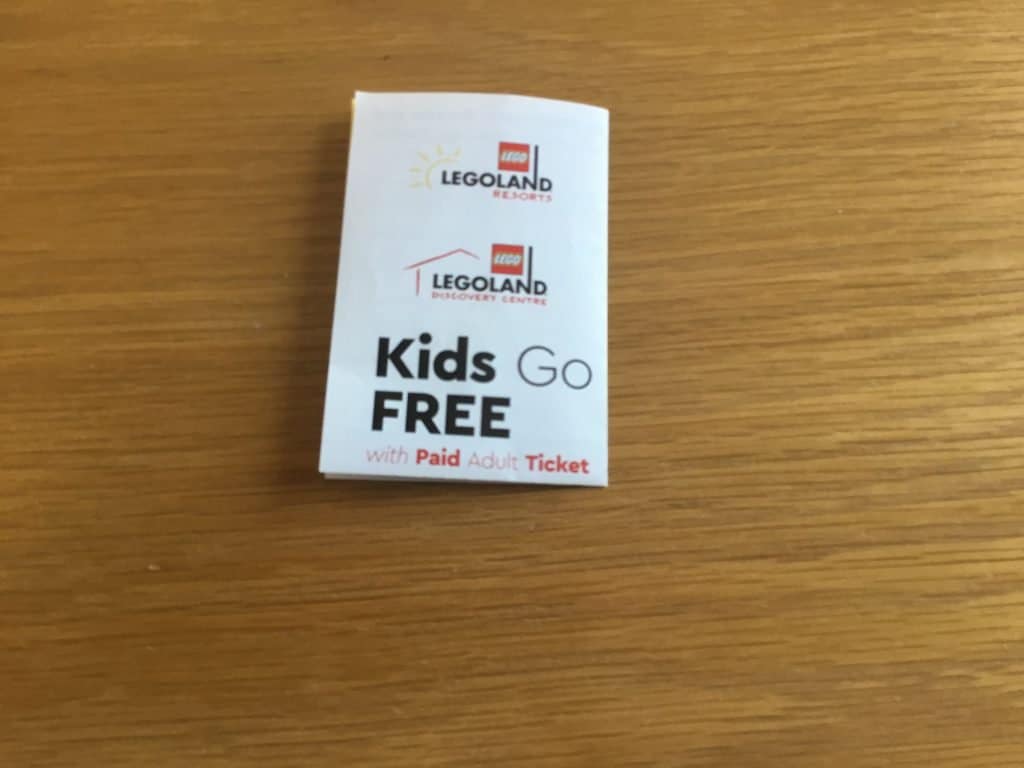 LEGO
LEGOLAND
RESORTS
LEGO
LEGOLAND
DISCOVERY CENTRE
Kids Go
FREE
with Paid Adult Ticket